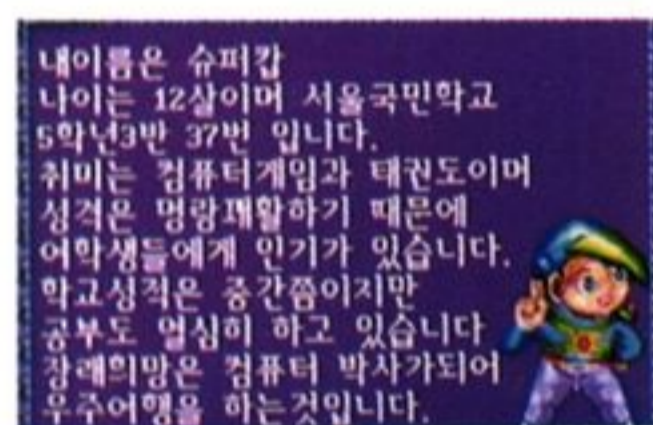 내이름은 슈퍼캅
나이는 12살이며 서울국민학교
5학년3반 37번 입니다.
취미는 컴퓨터게임과 태권도이며
성격은 명랑쾌활하기 때문에
여학생들에게 인기가 있습니다.
학교성적은 중간쯤이지만
공부도 열심히 하고 있습니다
장래희망은 컴퓨터 박사가되어
우주여행을 하는것입니다.